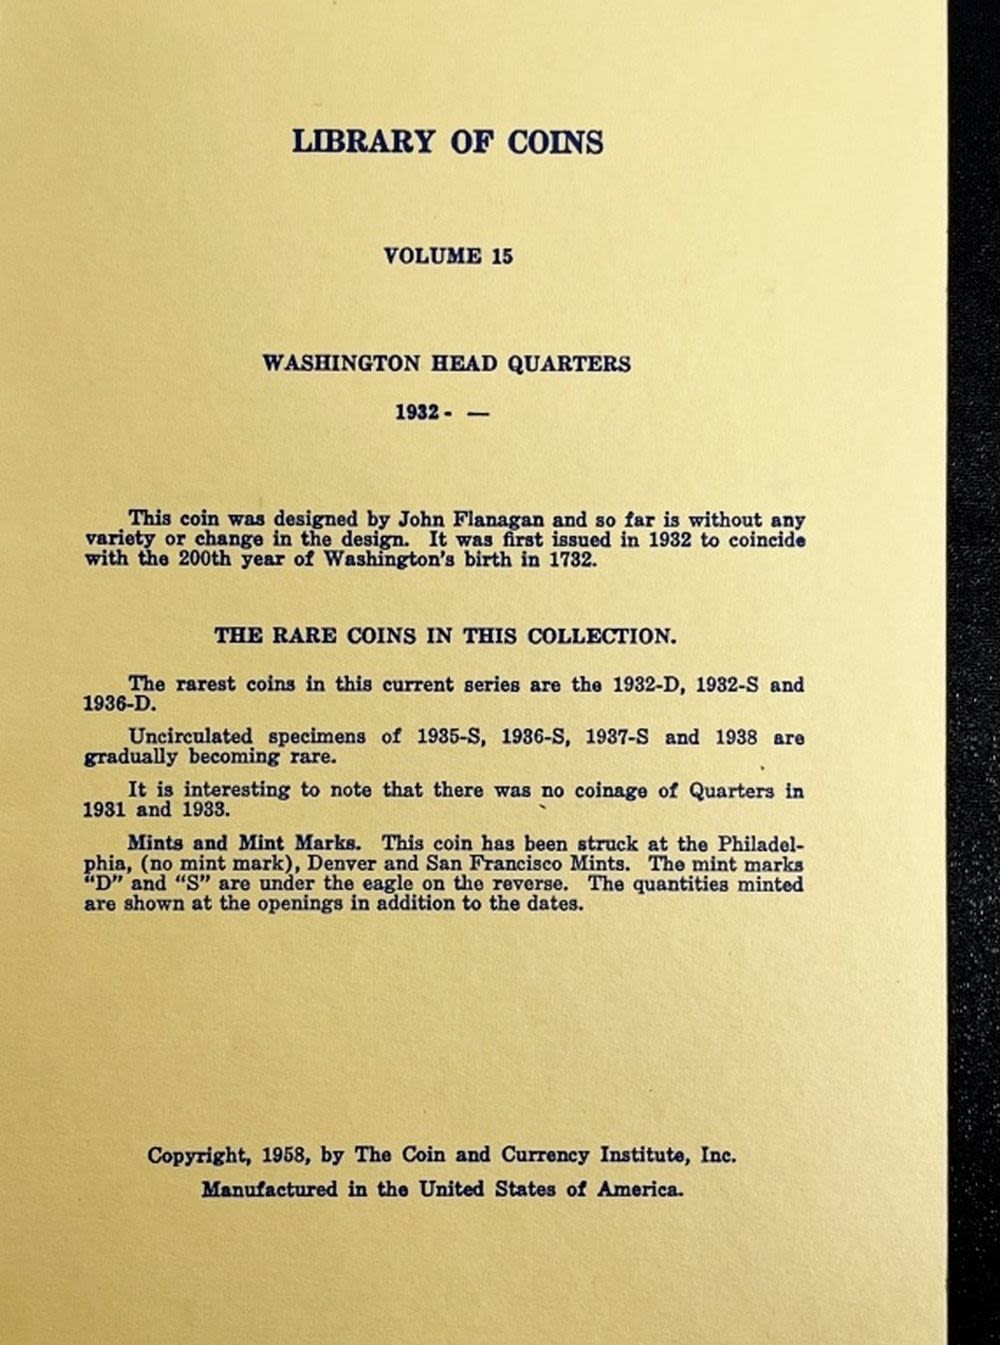 LIBRARY OF COINS
VOLUME 15
WASHINGTON HEAD QUARTERS
1932 - —
This coin was designed by John Flanagan and so far is without any
variety or change in the design. It was first issued in 1932 to coincide
with the 200th year of Washington's birth in 1732.
THE RARE COINS IN THIS COLLECTION.
The rarest coins in this current series are the 1932-D, 1932-S and
1936-D.
Uncirculated specimens of 1935-S, 1936-S, 1937-S and 1938 are
gradually becoming rare.
It is interesting to note that there was no coinage of Quarters in
1931 and 1933.
Mints and Mint Marks. This coin has been struck at the Philadel-
phia, (no mint mark), Denver and San Francisco Mints. The mint marks
“D” and “S” are under the eagle on the reverse. The quantities minted
are shown at the openings in addition to the dates.
Copyright, 1958, by The Coin and Currency Institute, Inc.
Manufactured in the United States of America.